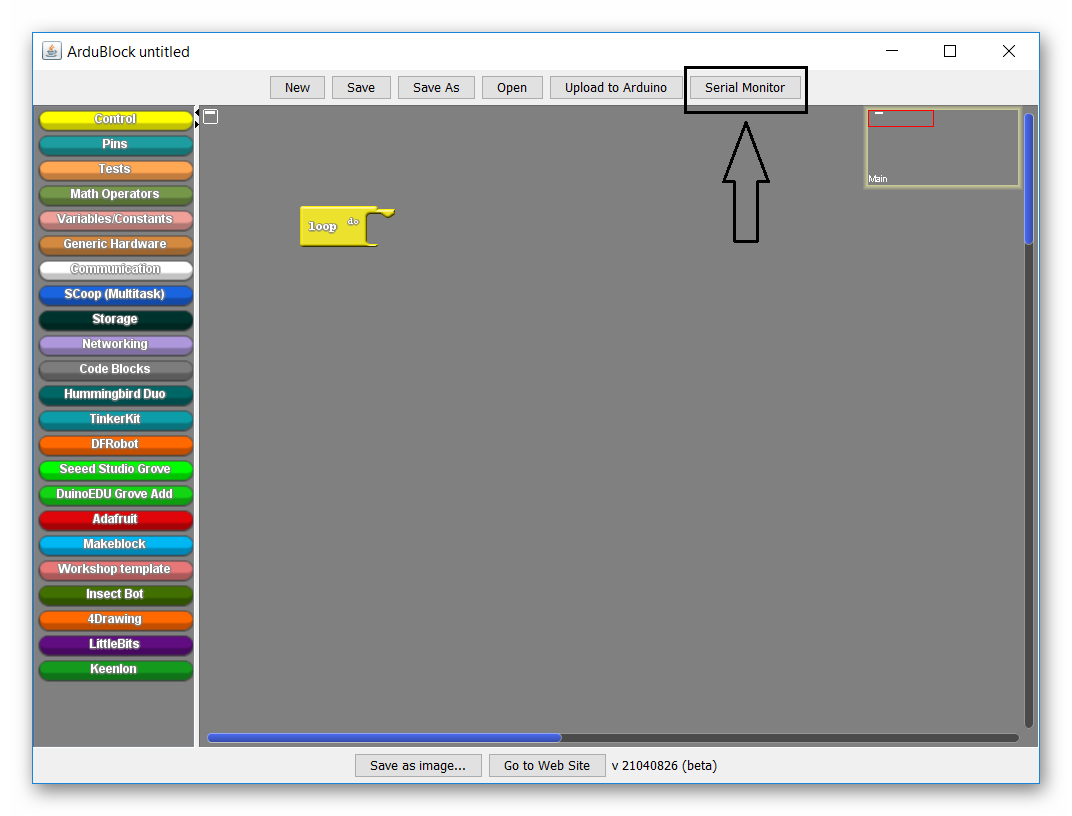 ArduBlock untitled
New Save Save As Open Upload to Arduino Serial Monitor
Control
Pins
Tests
Math Operators
Variables/Constants
Generic Hardware
Communication
SCoop (Multitask)
Storage
Networking
Code Blocks
Hummingbird Duo
TinkerKit
DFRobot
Seeed Studio Grove
DuinoEDU Grove Add
Adafruit
Makeblock
Workshop template
Insect Bot
4Drawing
LittleBits
Keenlon
loop do
Main
Save as image... Go to Web Site v 21040826 (beta)